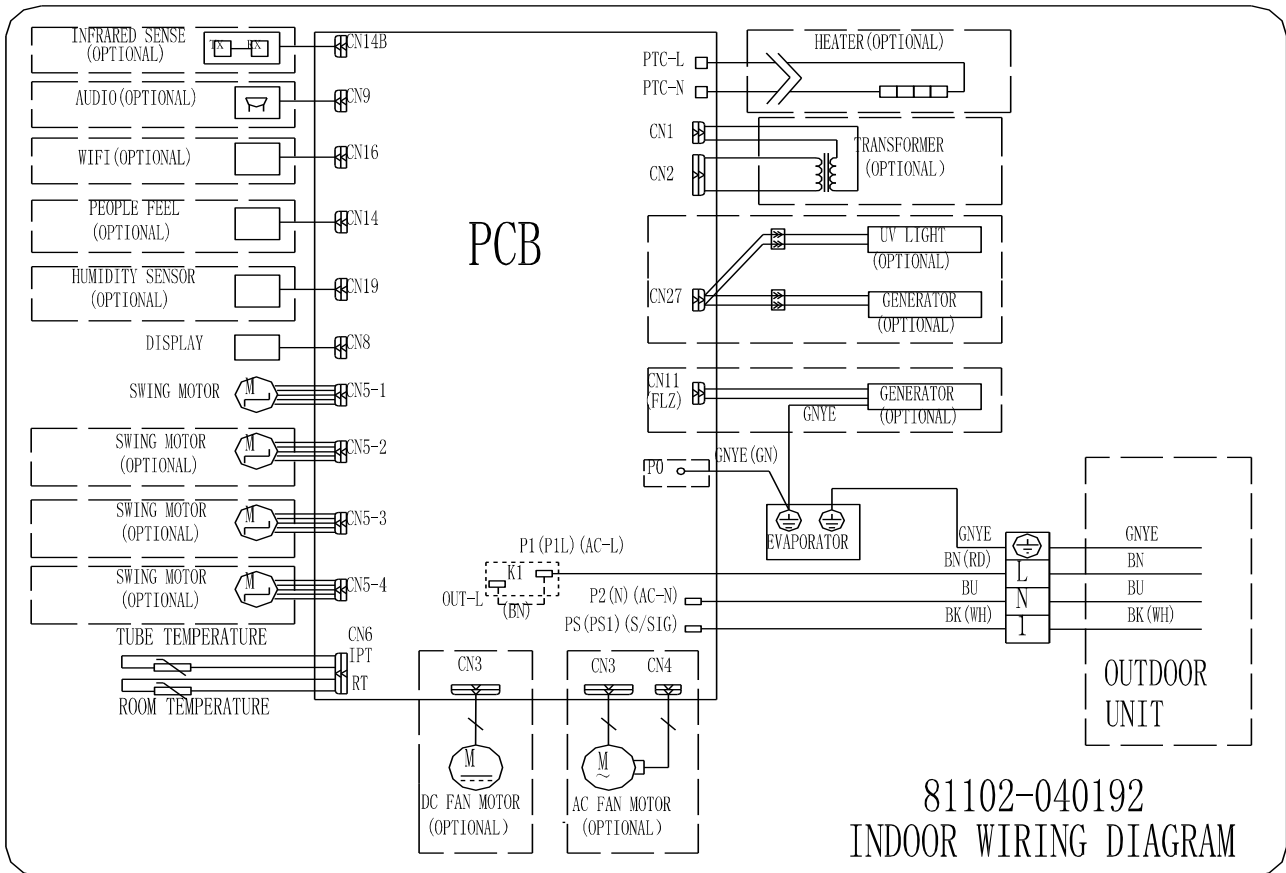 INFRARED SENSE
(OPTIONAL)
TX RX
CN14B
AUDIO(OPTIONAL)
CN9
WIFI(OPTIONAL)
CN16
PEOPLE FEEL
(OPTIONAL)
CN14
HUMIDITY SENSOR
(OPTIONAL)
CN19
DISPLAY
CN8
SWING MOTOR
M
CN5-1
SWING MOTOR
(OPTIONAL)
M
CN5-2
SWING MOTOR
(OPTIONAL)
M
CN5-3
SWING MOTOR
(OPTIONAL)
M
CN5-4
TUBE TEMPERATURE
CN6
IPT
RT
ROOM TEMPERATURE
PCB
PTC-L
PTC-N
HEATER(OPTIONAL)
CN1
CN2
TRANSFORMER
(OPTIONAL)
CN27
UV LIGHT
(OPTIONAL)
GENERATOR
(OPTIONAL)
CN11
(FLZ)
GENERATOR
(OPTIONAL)
GNYE
P0
GNYE(GN)
EVAPORATOR
P1(P1L)(AC-L)
K1
OUT-L
(BN)
P2(N)(AC-N)
PS(PS1)(S/SIG)
GNYE
BN(RD)
BU
BK(WH)
L
N
1
GNYE
BN
BU
BK(WH)
OUTDOOR
UNIT
CN3
M
DC FAN MOTOR
(OPTIONAL)
CN3
CN4
M
~
AC FAN MOTOR
(OPTIONAL)
81102-040192
INDOOR WIRING DIAGRAM